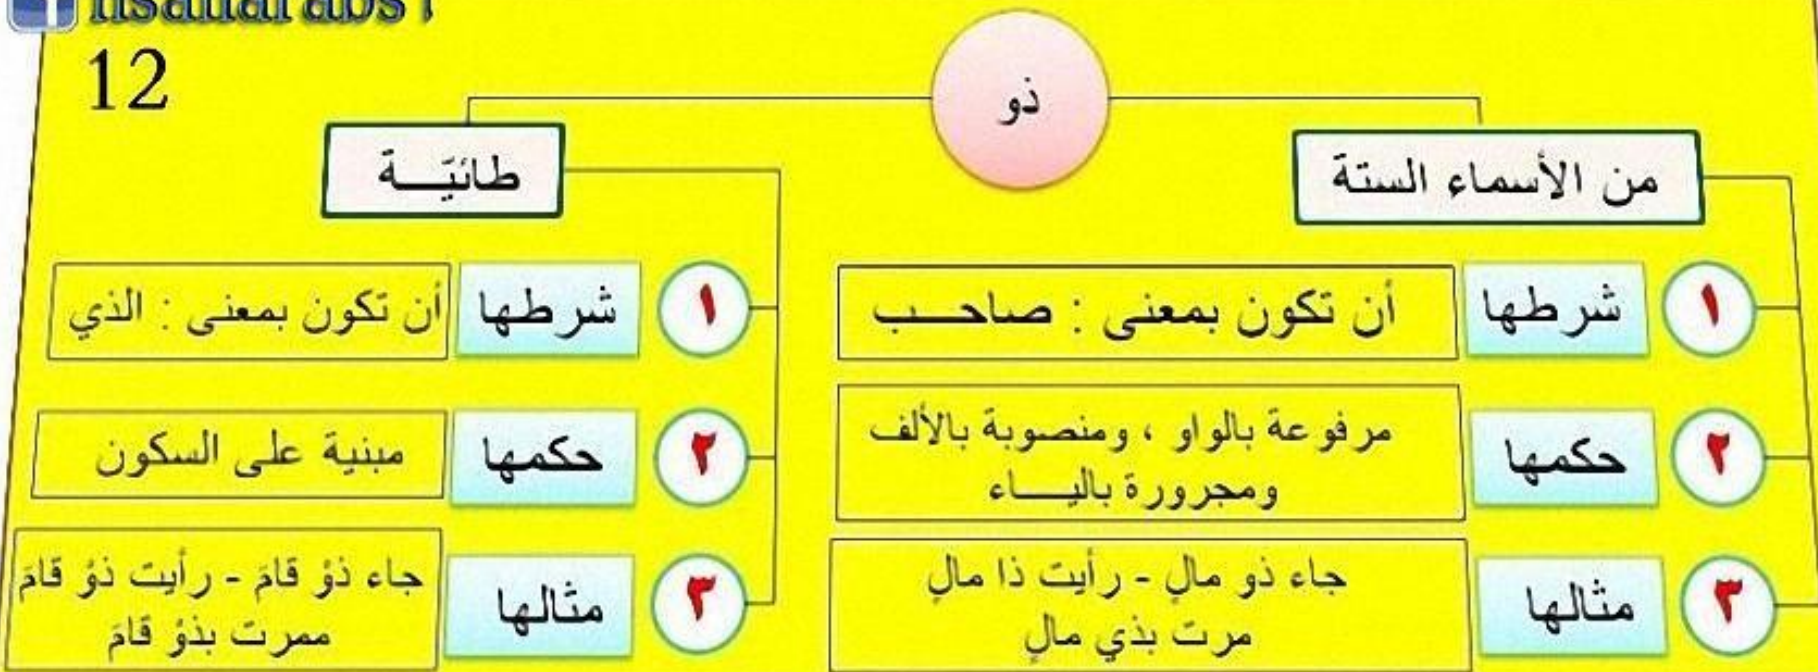 lisanarabs1
12
ذو
من الأسماء الستة
١ شرطها أن تكون بمعنى : صاحـــب
٢ حكمها مرفوعة بالواو ، ومنصوبة بالألف
ومجرورة باليـــاء
٣ مثالها جاء ذو مالٍ - رأيت ذا مالٍ
مرت بذي مالٍ
طائيّـــة
١ شرطها أن تكون بمعنى : الذي
٢ حكمها مبنية على السكون
٣ مثالها جاء ذوْ قامَ - رأيت ذوْ قامَ
ممرت بذوْ قامَ